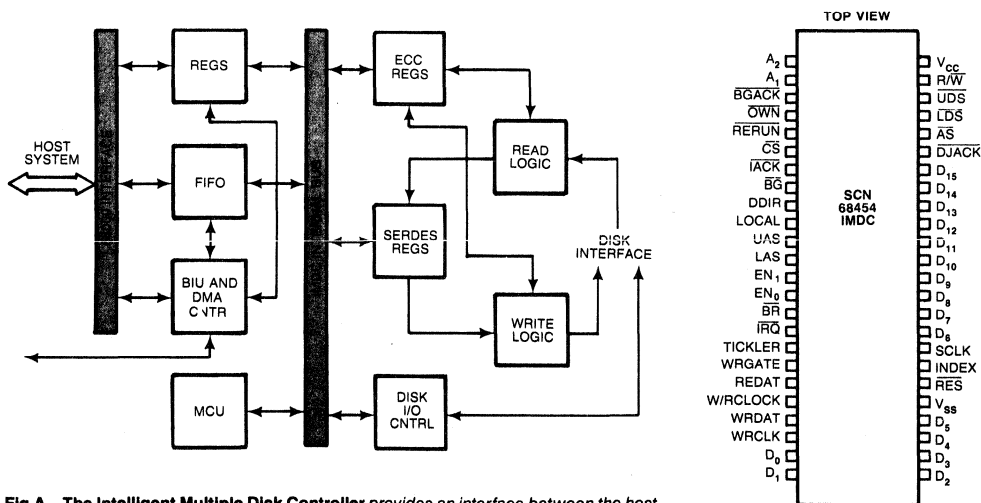 REGS
ECC
REGS
HOST
SYSTEM
FIFO
READ
LOGIC
SERDES
REGS
DISK
INTERFACE
BIU AND
DMA
CNTR
WRITE
LOGIC
MCU
DISK
I/O
CNTRL
TOP VIEW
A2
A1
BGACK
OWN
RERUN
CS
IACK
BG
DDIR
LOCAL
UAS
LAS
EN1
EN0
BR
IRQ
TICKLER
WRGATE
REDAT
W/RCLOCK
WRDAT
WRCLK
D0
D1
SCN
68454
IMDC
VCC
R/W
UDS
LDS
AS
DJACK
D15
D14
D13
D12
D11
D10
D9
D8
D7
D6
SCLK
INDEX
RES
VSS
D5
D4
D3
D2
Fig A The Intelligent Multiple Disk Controller provides an interface between the host